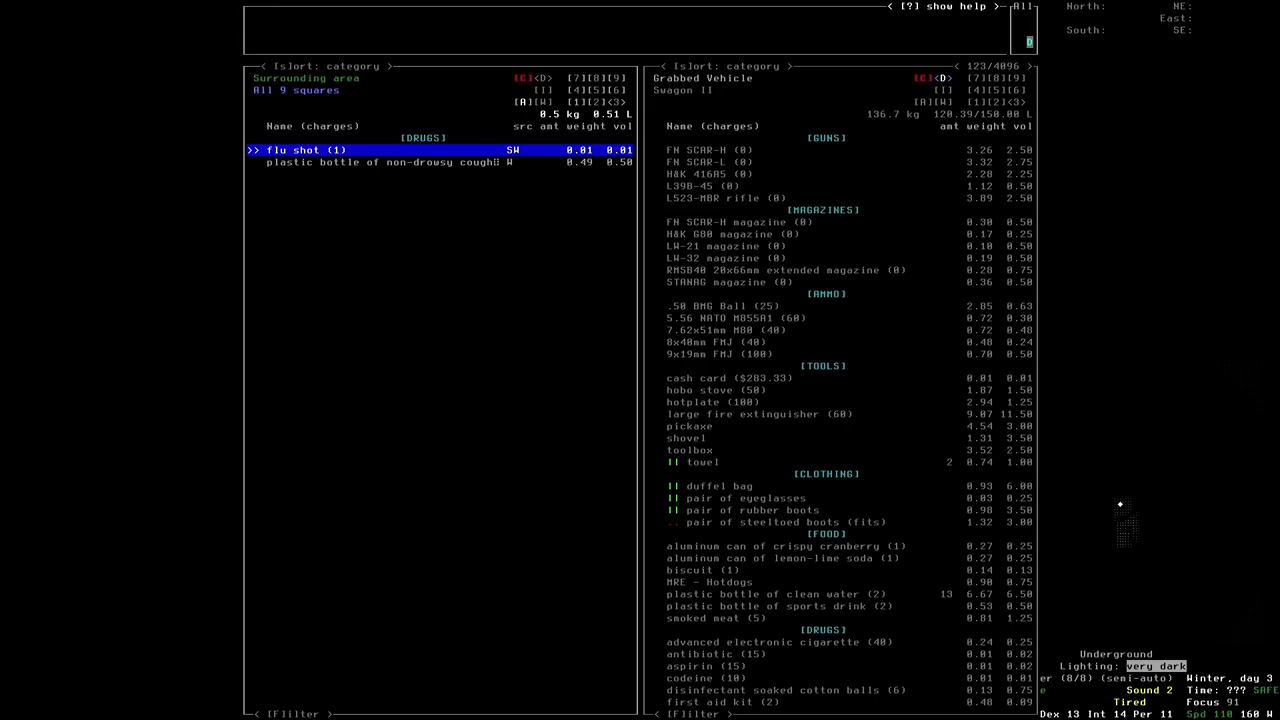 < [?] show help >
All
North: NE:
East:
South: SE:
D
< [s]ort: category >
Surrounding area [C]<D> [7][8][9]
All 9 squares [I] [4][5][6]
[A][W] [1][2]<3>
0.5 kg 0.51 L
Name (charges) src amt weight vol
[DRUGS]
>> flu shot (1) SW 0.01 0.01
plastic bottle of non-drowsy cough W 0.49 0.50
< [F]ilter >
< [s]ort: category > < 123/4096 >
Grabbed Vehicle [C]<D> [7][8][9]
Swagon II [I] [4][5][6]
[A][W] [1][2]<3>
136.7 kg 120.39/150.00 L
Name (charges) amt weight vol
[GUNS]
FN SCAR-H (0) 3.26 2.50
FN SCAR-L (0) 3.32 2.75
H&K 416A5 (0) 2.28 2.25
L39B-45 (0) 1.12 0.50
L523-MBR rifle (0) 3.89 2.50
[MAGAZINES]
FN SCAR-H magazine (0) 0.30 0.50
H&K G80 magazine (0) 0.17 0.25
LW-21 magazine (0) 0.10 0.50
LW-32 magazine (0) 0.19 0.50
RMSB40 20x66mm extended magazine (0) 0.28 0.75
STANAG magazine (0) 0.36 0.50
[AMMO]
.50 BMG Ball (25) 2.85 0.63
5.56 NATO M855A1 (60) 0.72 0.30
7.62x51mm M80 (40) 0.72 0.48
8x40mm FMJ (40) 0.48 0.24
9x19mm FMJ (100) 0.70 0.50
[TOOLS]
cash card ($283.33) 0.01 0.01
hobo stove (50) 1.87 1.50
hotplate (100) 2.94 1.25
large fire extinguisher (60) 9.07 11.50
pickaxe 4.54 3.00
shovel 1.31 3.50
toolbox 3.52 2.50
|| towel 2 0.74 1.00
[CLOTHING]
|| duffel bag 0.93 6.00
|| pair of eyeglasses 0.03 0.25
|| pair of rubber boots 0.98 3.50
.. pair of steeltoed boots (fits) 1.32 3.00
[FOOD]
aluminum can of crispy cranberry (1) 0.27 0.25
aluminum can of lemon-lime soda (1) 0.27 0.25
biscuit (1) 0.14 0.13
MRE - Hotdogs 0.90 0.75
plastic bottle of clean water (2) 13 6.67 6.50
plastic bottle of sports drink (2) 0.53 0.50
smoked meat (5) 0.81 1.25
[DRUGS]
advanced electronic cigarette (40) 0.24 0.25
antibiotic (15) 0.01 0.02
aspirin (15) 0.01 0.02
codeine (10) 0.01 0.01
disinfectant soaked cotton balls (6) 0.13 0.75
first aid kit (2) 0.48 0.09
< [F]ilter >
Underground
Lighting: very dark
er (8/8) (semi-auto) Winter, day 3
e Sound 2 Time: ??? SAFE
Tired Focus 91
Dex 13 Int 14 Per 11 Spd 110 160 W